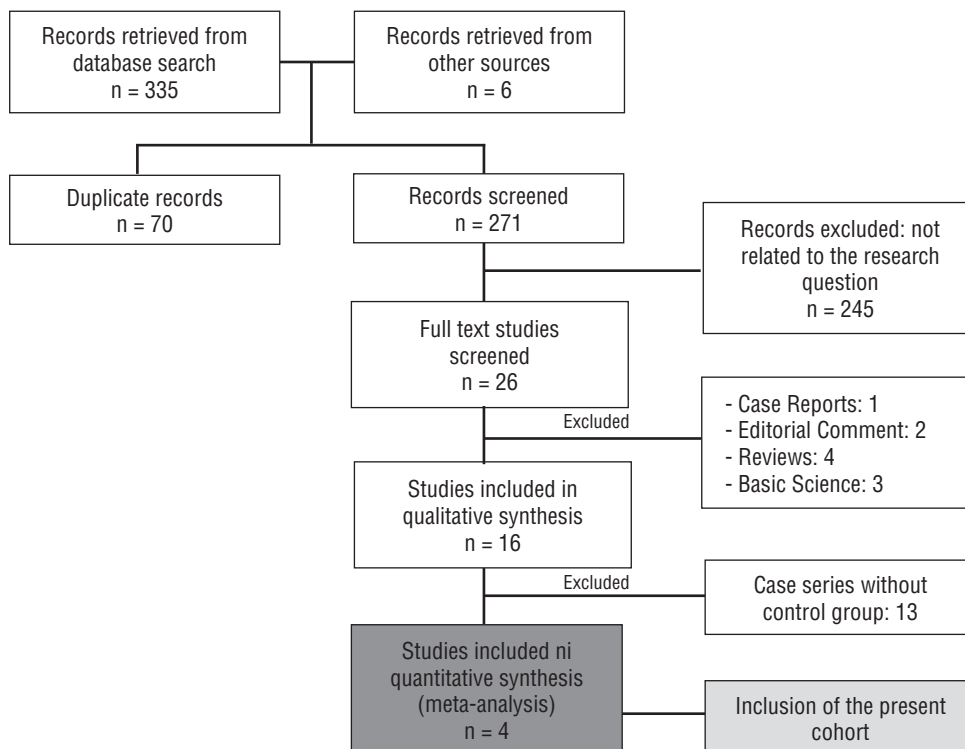 Records retrieved from
database search
n = 335
Records retrieved from
other sources
n = 6
Duplicate records
n = 70
Records screened
n = 271
Records excluded: not
related to the research
question
n = 245
Full text studies
screened
n = 26
Excluded
- Case Reports: 1
- Editorial Comment: 2
- Reviews: 4
- Basic Science: 3
Studies included in
qualitative synthesis
n = 16
Excluded
Case series without
control group: 13
Studies included ni
quantitative synthesis
(meta-analysis)
n = 4
Inclusion of the present
cohort